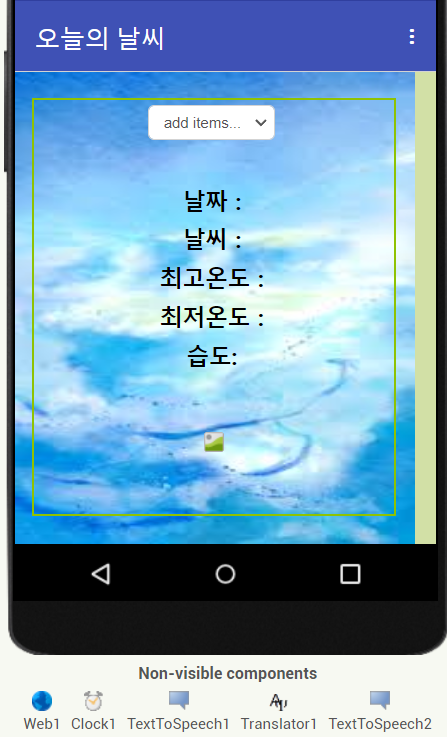 오늘의 날씨
add items...
날짜 :
날씨 :
최고온도 :
최저온도 :
습도:
Non-visible components
Web1 Clock1 TextToSpeech1 Translator1 TextToSpeech2